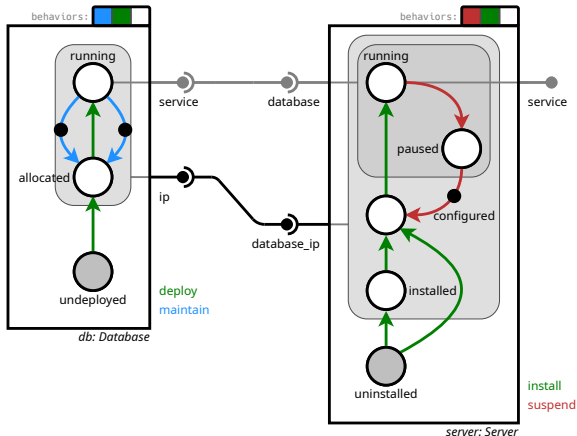 behaviors:
behaviors:
running
running
service
database
service
paused
allocated
ip
configured
database_ip
deploy
installed
undeployed
maintain
db: Database
uninstalled
install
suspend
server: Server